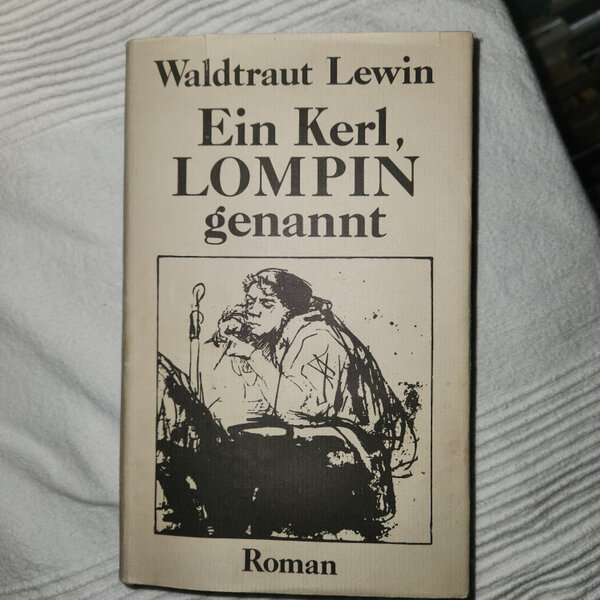 Waldtraut Lewin
Ein Kerl,
LOMPIN
genannt
Roman